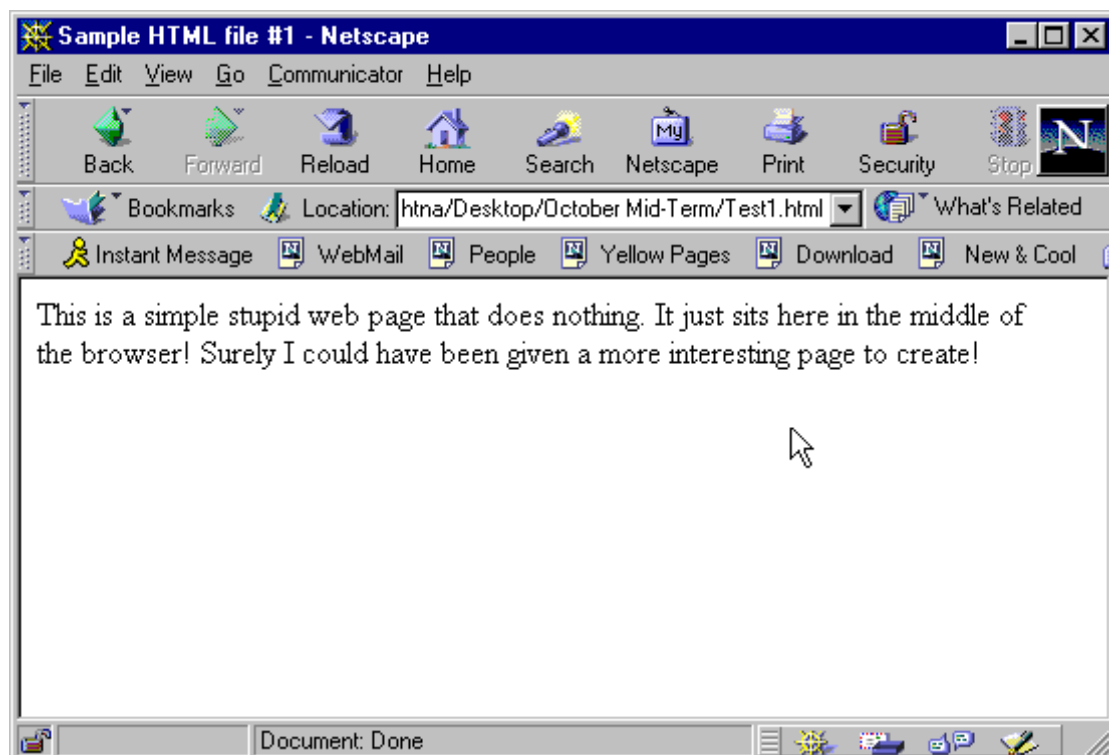 Sample HTML file #1 - Netscape
File Edit View Go Communicator Help
Back Forward Reload Home Search My Netscape Print Security Stop N
Bookmarks Location: htna/Desktop/October Mid-Term/Test1.html What's Related
Instant Message WebMail People Yellow Pages Download New & Cool
This is a simple stupid web page that does nothing. It just sits here in the middle of
the browser! Surely I could have been given a more interesting page to create!
Document: Done